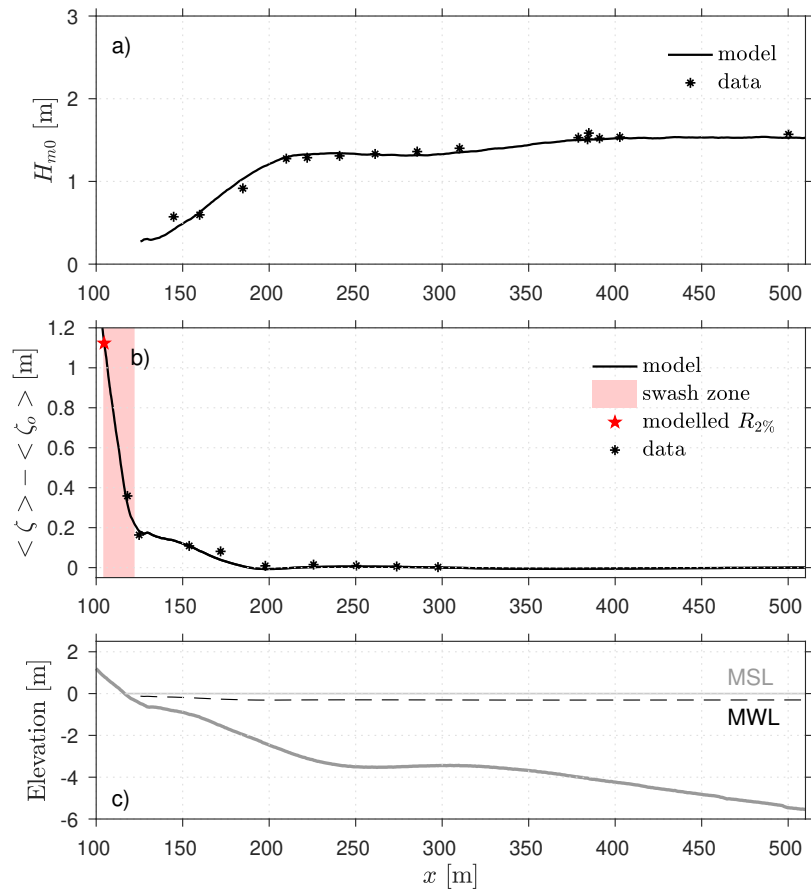 3
a)
model
data
2
1
0
H_{m0} [m]
100 150 200 250 300 350 400 450 500
1.2
b)
1
model
swash zone
0.8
modelled R_{2%}
data
0.6
0.4
0.2
0
< ζ > − < ζ_o > [m]
100 150 200 250 300 350 400 450 500
2
MSL
0
MWL
-2
-4
c)
-6
Elevation [m]
100 150 200 250 300 350 400 450 500
x [m]